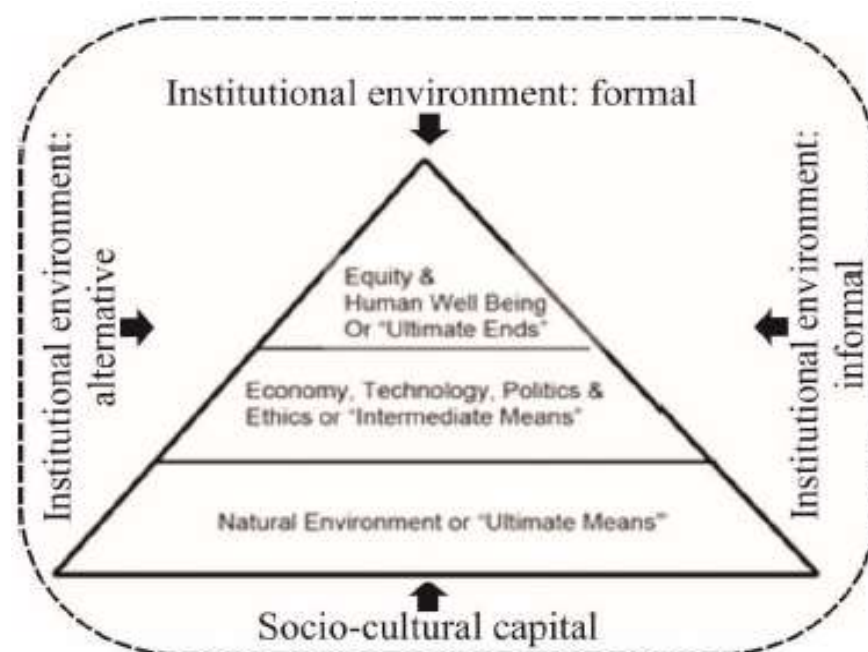 Institutional environment: formal
Institutional environment:
alternative
Equity &
Human Well Being
Or “Ultimate Ends”
Economy, Technology, Politics &
Ethics or “Intermediate Means”
Natural Environment or “Ultimate Means”
Institutional environment:
informal
Socio-cultural capital